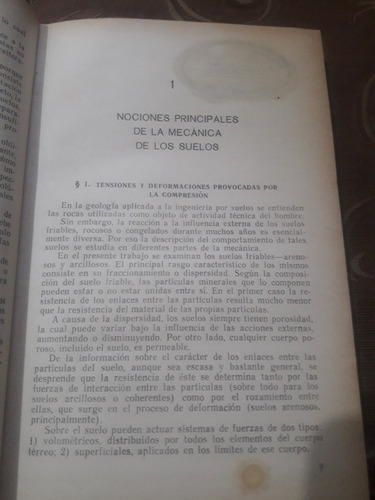 1
NOCIONES PRINCIPALES
DE LA MECÁNICA
DE LOS SUELOS
§ 1. TENSIONES Y DEFORMACIONES PROVOCADAS POR
LA COMPRESIÓN
En la geología aplicada a la ingeniería por suelos se entienden
las rocas utilizadas como objeto de actividad técnica del hombre.
Sin embargo, la reacción a la influencia externa de los suelos
friables, rocosos o congelados durante muchos años es esencial-
mente diversa. Por eso la descripción del comportamiento de tales
suelos se estudia en diferentes partes de la mecánica.
En el presente trabajo se examinan los suelos friables—areno-
sos y arcillosos. El principal rasgo característico de los mismos
consiste en su fraccionamiento o dispersidad. Según la composi-
ción del suelo friable, las partículas minerales que lo componen
pueden estar o no estar unidas entre sí. En el primer caso la re-
sistencia de los enlaces entre las partículas resulta mucho menor
que la resistencia del material de las propias partículas.
A causa de la dispersidad, los suelos siempre tienen porosidad,
la cual puede variar bajo la influencia de las acciones externas,
aumentando o disminuyendo. Por otro lado, cualquier cuerpo po-
roso, incluido el suelo, es permeable.
De la información sobre el carácter de los enlaces entre las
partículas del suelo, aunque sea escasa y bastante general, se
desprende que la resistencia de éste se determina tanto por las
fuerzas de interacción entre las partículas (sobre todo para los
suelos arcillosos o coherentes) como por el rozamiento entre
ellas, que surge en el proceso de deformación (suelos arenosos,
principalmente).
Sobre el suelo pueden actuar sistemas de fuerzas de dos tipos:
1) volumétricos, distribuidos por todos los elementos del cuerpo
térreo; 2) superficiales, aplicados en los límites de ese cuerpo.
9